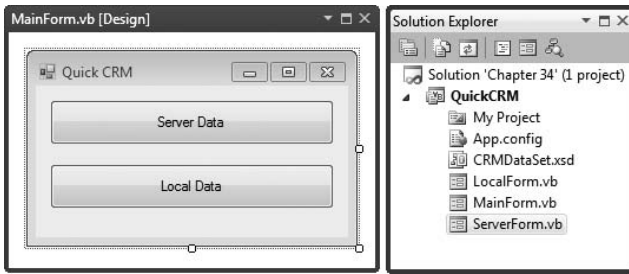 MainForm.vb [Design]
Quick CRM
Server Data
Local Data
Solution Explorer
Solution 'Chapter 34' (1 project)
QuickCRM
My Project
App.config
CRMDataSet.xsd
LocalForm.vb
MainForm.vb
ServerForm.vb